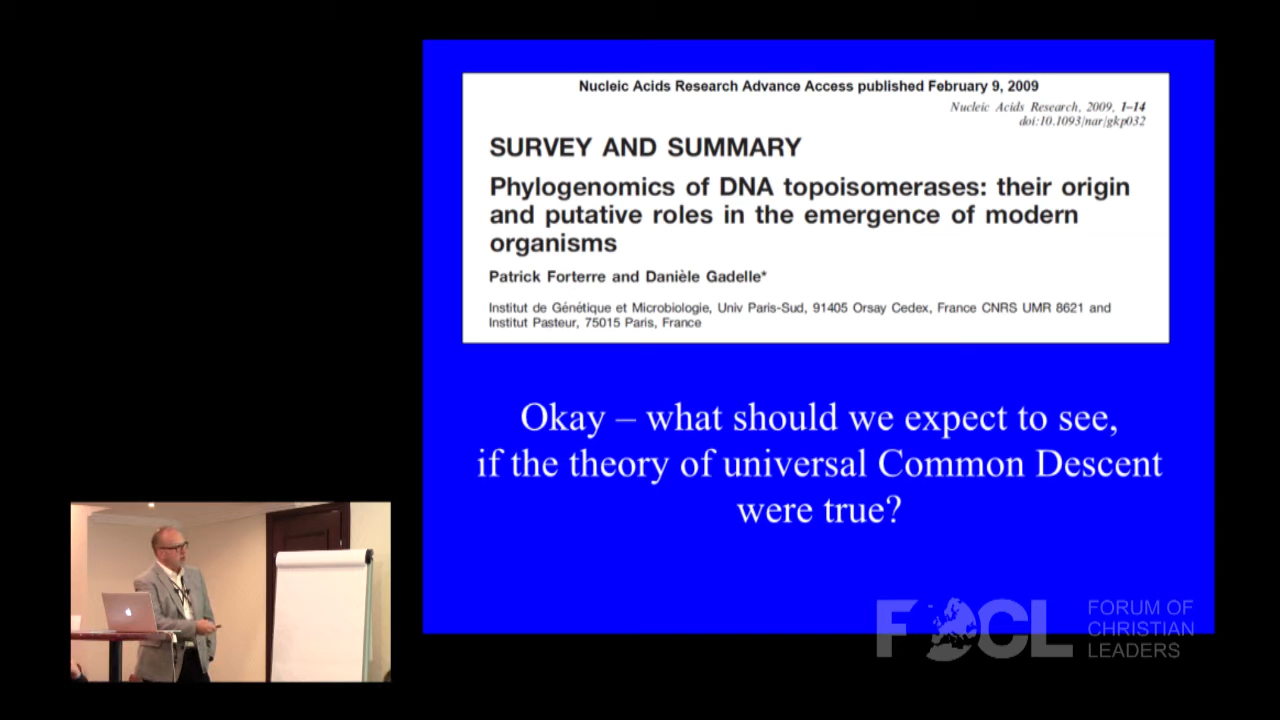 Nucleic Acids Research Advance Access published February 9, 2009
Nucleic Acids Research, 2009, 1–14
doi:10.1093/nar/gkp032
SURVEY AND SUMMARY
Phylogenomics of DNA topoisomerases: their origin
and putative roles in the emergence of modern
organisms
Patrick Forterre and Danièle Gadelle*
Institut de Génétique et Microbiologie, Univ Paris-Sud, 91405 Orsay Cedex, France CNRS UMR 8621 and
Institut Pasteur, 75015 Paris, France
Okay – what should we expect to see,
if the theory of universal Common Descent
were true?
FOCL
FORUM OF
CHRISTIAN
LEADERS